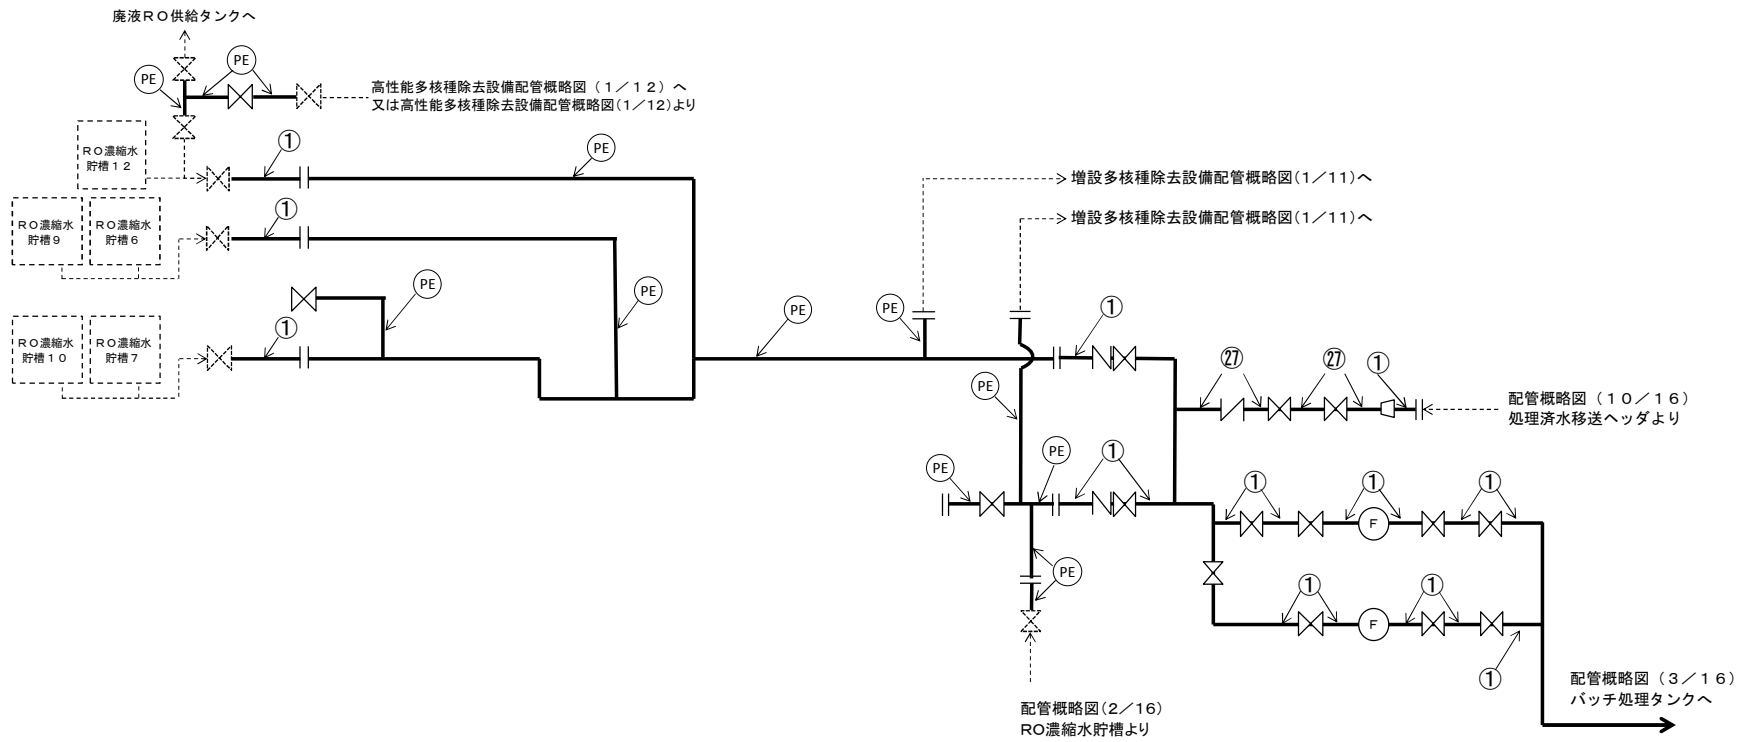 廃液RO供給タンクへ
PE
PE
高性能多核種除去設備配管概略図(1/12)へ
又は高性能多核種除去設備配管概略図(1/12)より
RO濃縮水
貯槽12
①
PE
RO濃縮水
貯槽9
RO濃縮水
貯槽6
①
増設多核種除去設備配管概略図(1/11)へ
増設多核種除去設備配管概略図(1/11)へ
RO濃縮水
貯槽10
RO濃縮水
貯槽7
①
PE
PE
PE
PE
①
PE
㉗
㉗
①
配管概略図(10/16)
処理済水移送ヘッダより
PE
PE
①
①
①
①
F
PE
①
①
F
①
配管概略図(2/16)
RO濃縮水貯槽より
配管概略図(3/16)
バッチ処理タンクへ